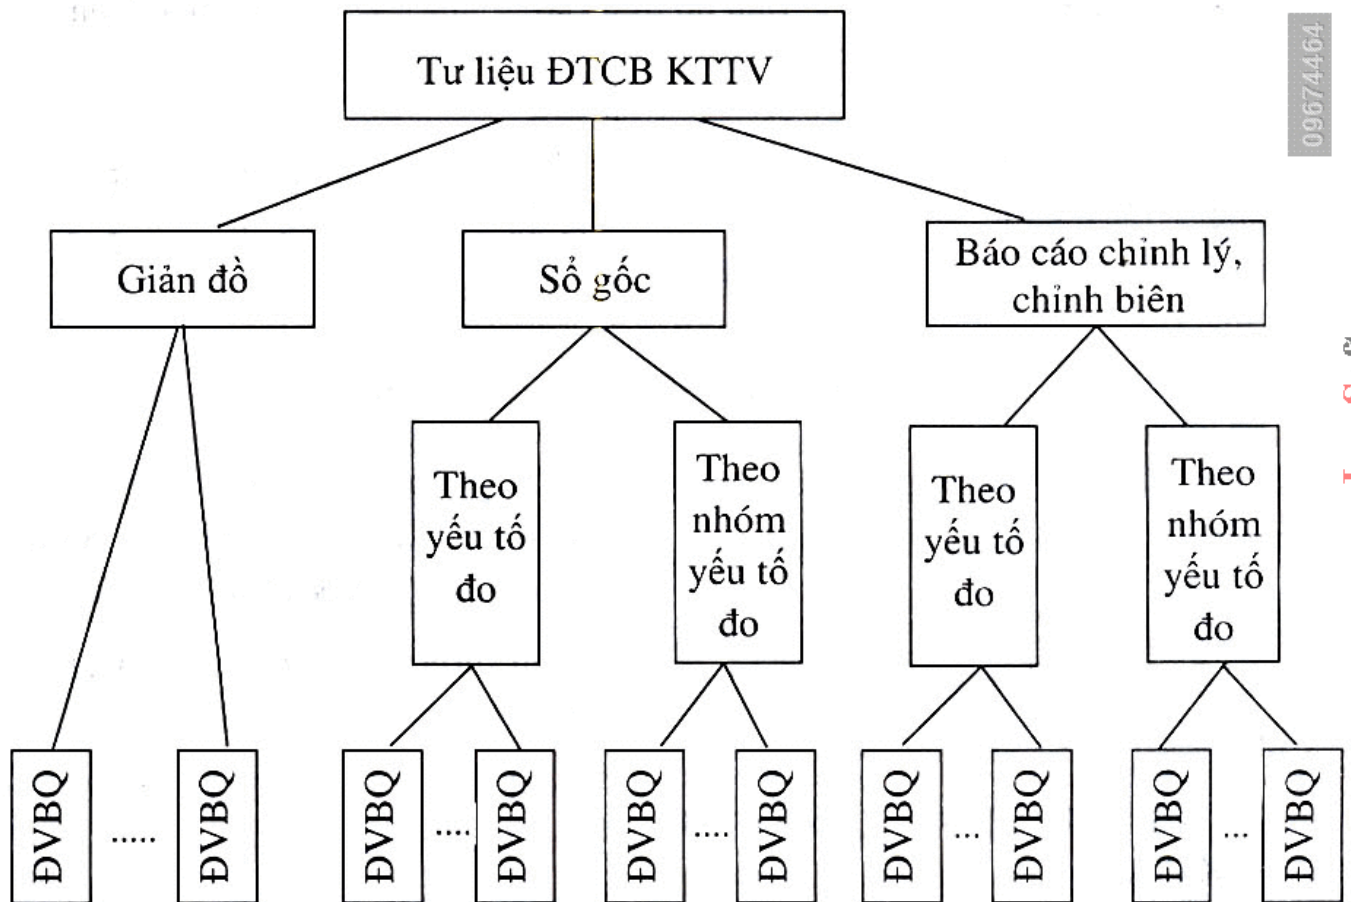 Tư liệu ĐTCB KTTV
09674464
Giản đồ
Sổ gốc
Báo cáo chỉnh lý,
chỉnh biên
Theo
yếu tố
đo
Theo
nhóm
yếu tố
đo
Theo
yếu tố
đo
Theo
nhóm
yếu tố
đo
ĐVBQ
.....
ĐVBQ
ĐVBQ
....
ĐVBQ
ĐVBQ
....
ĐVBQ
ĐVBQ
...
ĐVBQ
ĐVBQ
...
ĐVBQ